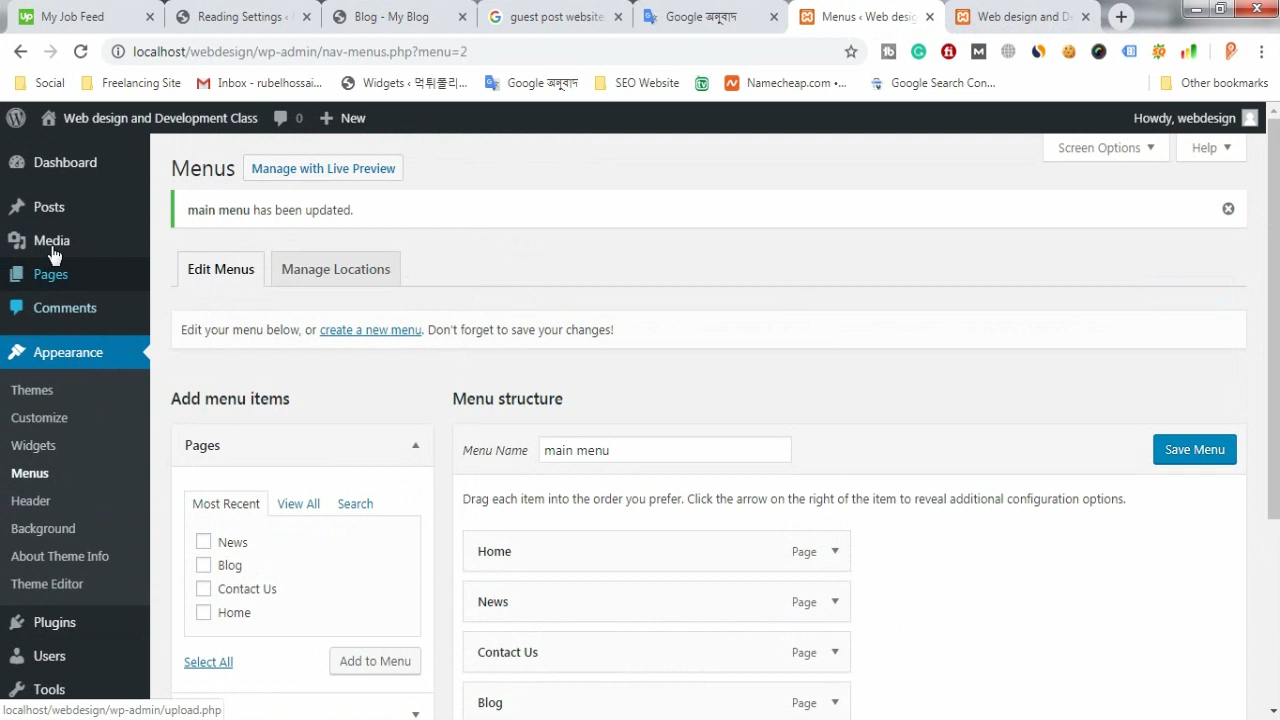 My Job Feed
Reading Settings ‹
Blog - My Blog
guest post website
Google অনুবাদ
Menus ‹ Web desig
Web design and D
localhost/webdesign/wp-admin/nav-menus.php?menu=2
Social
Freelancing Site
Inbox - rubelhossai...
Widgets ‹ 먹튀폴리...
Google অনুবাদ
SEO Website
Namecheap.com •...
Google Search Con...
Other bookmarks
Web design and Development Class
0
New
Howdy, webdesign
Dashboard
Posts
Media
Pages
Comments
Appearance
Themes
Customize
Widgets
Menus
Header
Background
About Theme Info
Theme Editor
Plugins
Users
Tools
Menus
Manage with Live Preview
Screen Options
Help
main menu has been updated.
Edit Menus
Manage Locations
Edit your menu below, or create a new menu. Don't forget to save your changes!
Add menu items
Pages
Most Recent
View All
Search
News
Blog
Contact Us
Home
Select All
Add to Menu
Menu structure
Menu Name
main menu
Save Menu
Drag each item into the order you prefer. Click the arrow on the right of the item to reveal additional configuration options.
Home Page
News Page
Contact Us Page
Blog Page
localhost/webdesign/wp-admin/upload.php